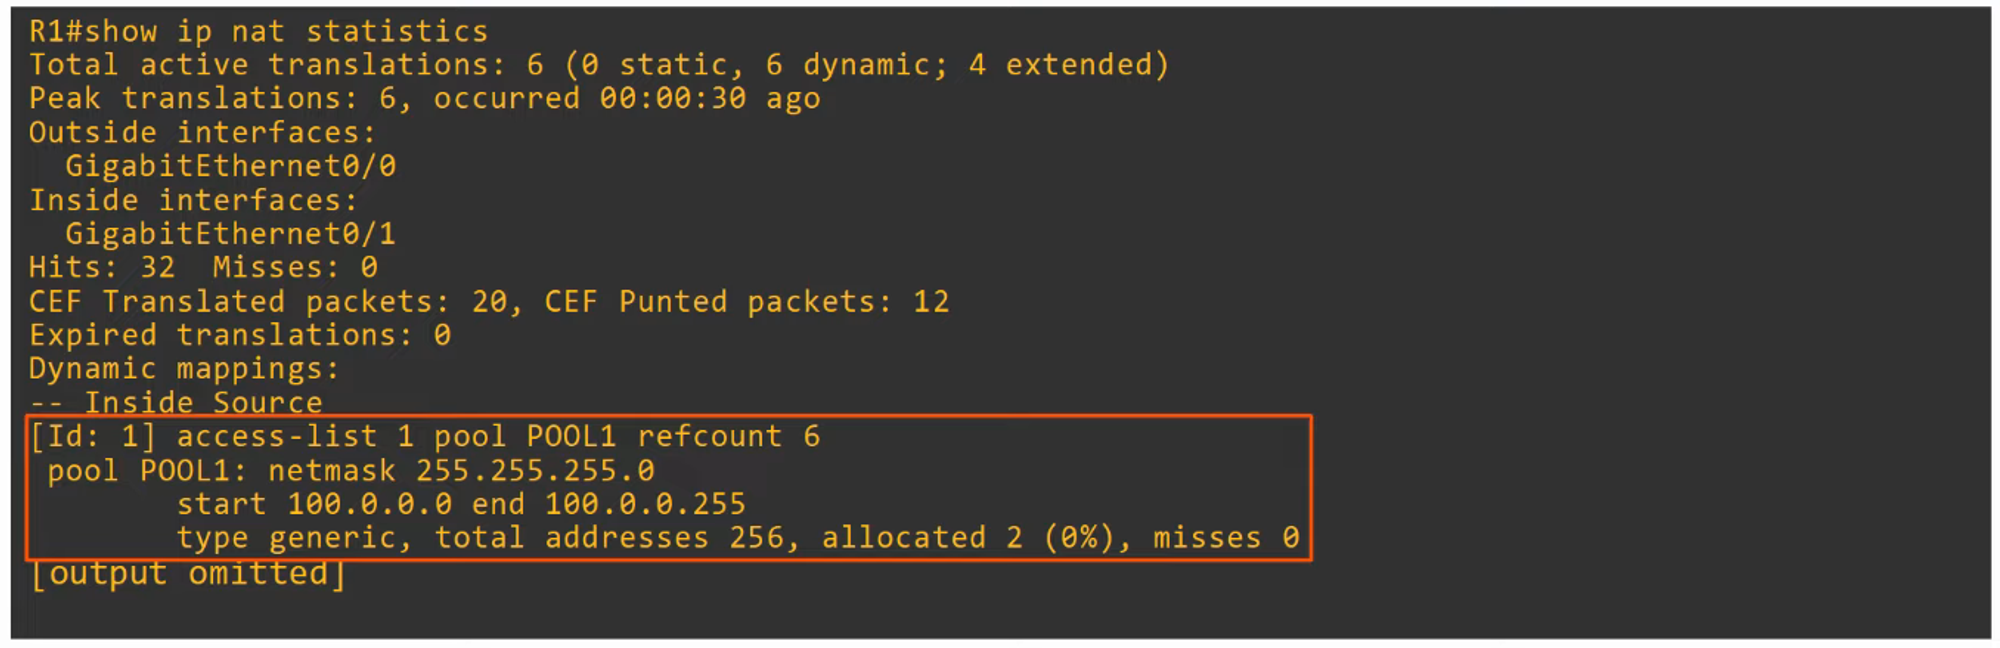 R1#show ip nat statistics
Total active translations: 6 (0 static, 6 dynamic; 4 extended)
Peak translations: 6, occurred 00:00:30 ago
Outside interfaces:
  GigabitEthernet0/0
Inside interfaces:
  GigabitEthernet0/1
Hits: 32  Misses: 0
CEF Translated packets: 20, CEF Punted packets: 12
Expired translations: 0
Dynamic mappings:
-- Inside Source
[Id: 1] access-list 1 pool POOL1 refcount 6
 pool POOL1: netmask 255.255.255.0
        start 100.0.0.0 end 100.0.0.255
        type generic, total addresses 256, allocated 2 (0%), misses 0
[output omitted]